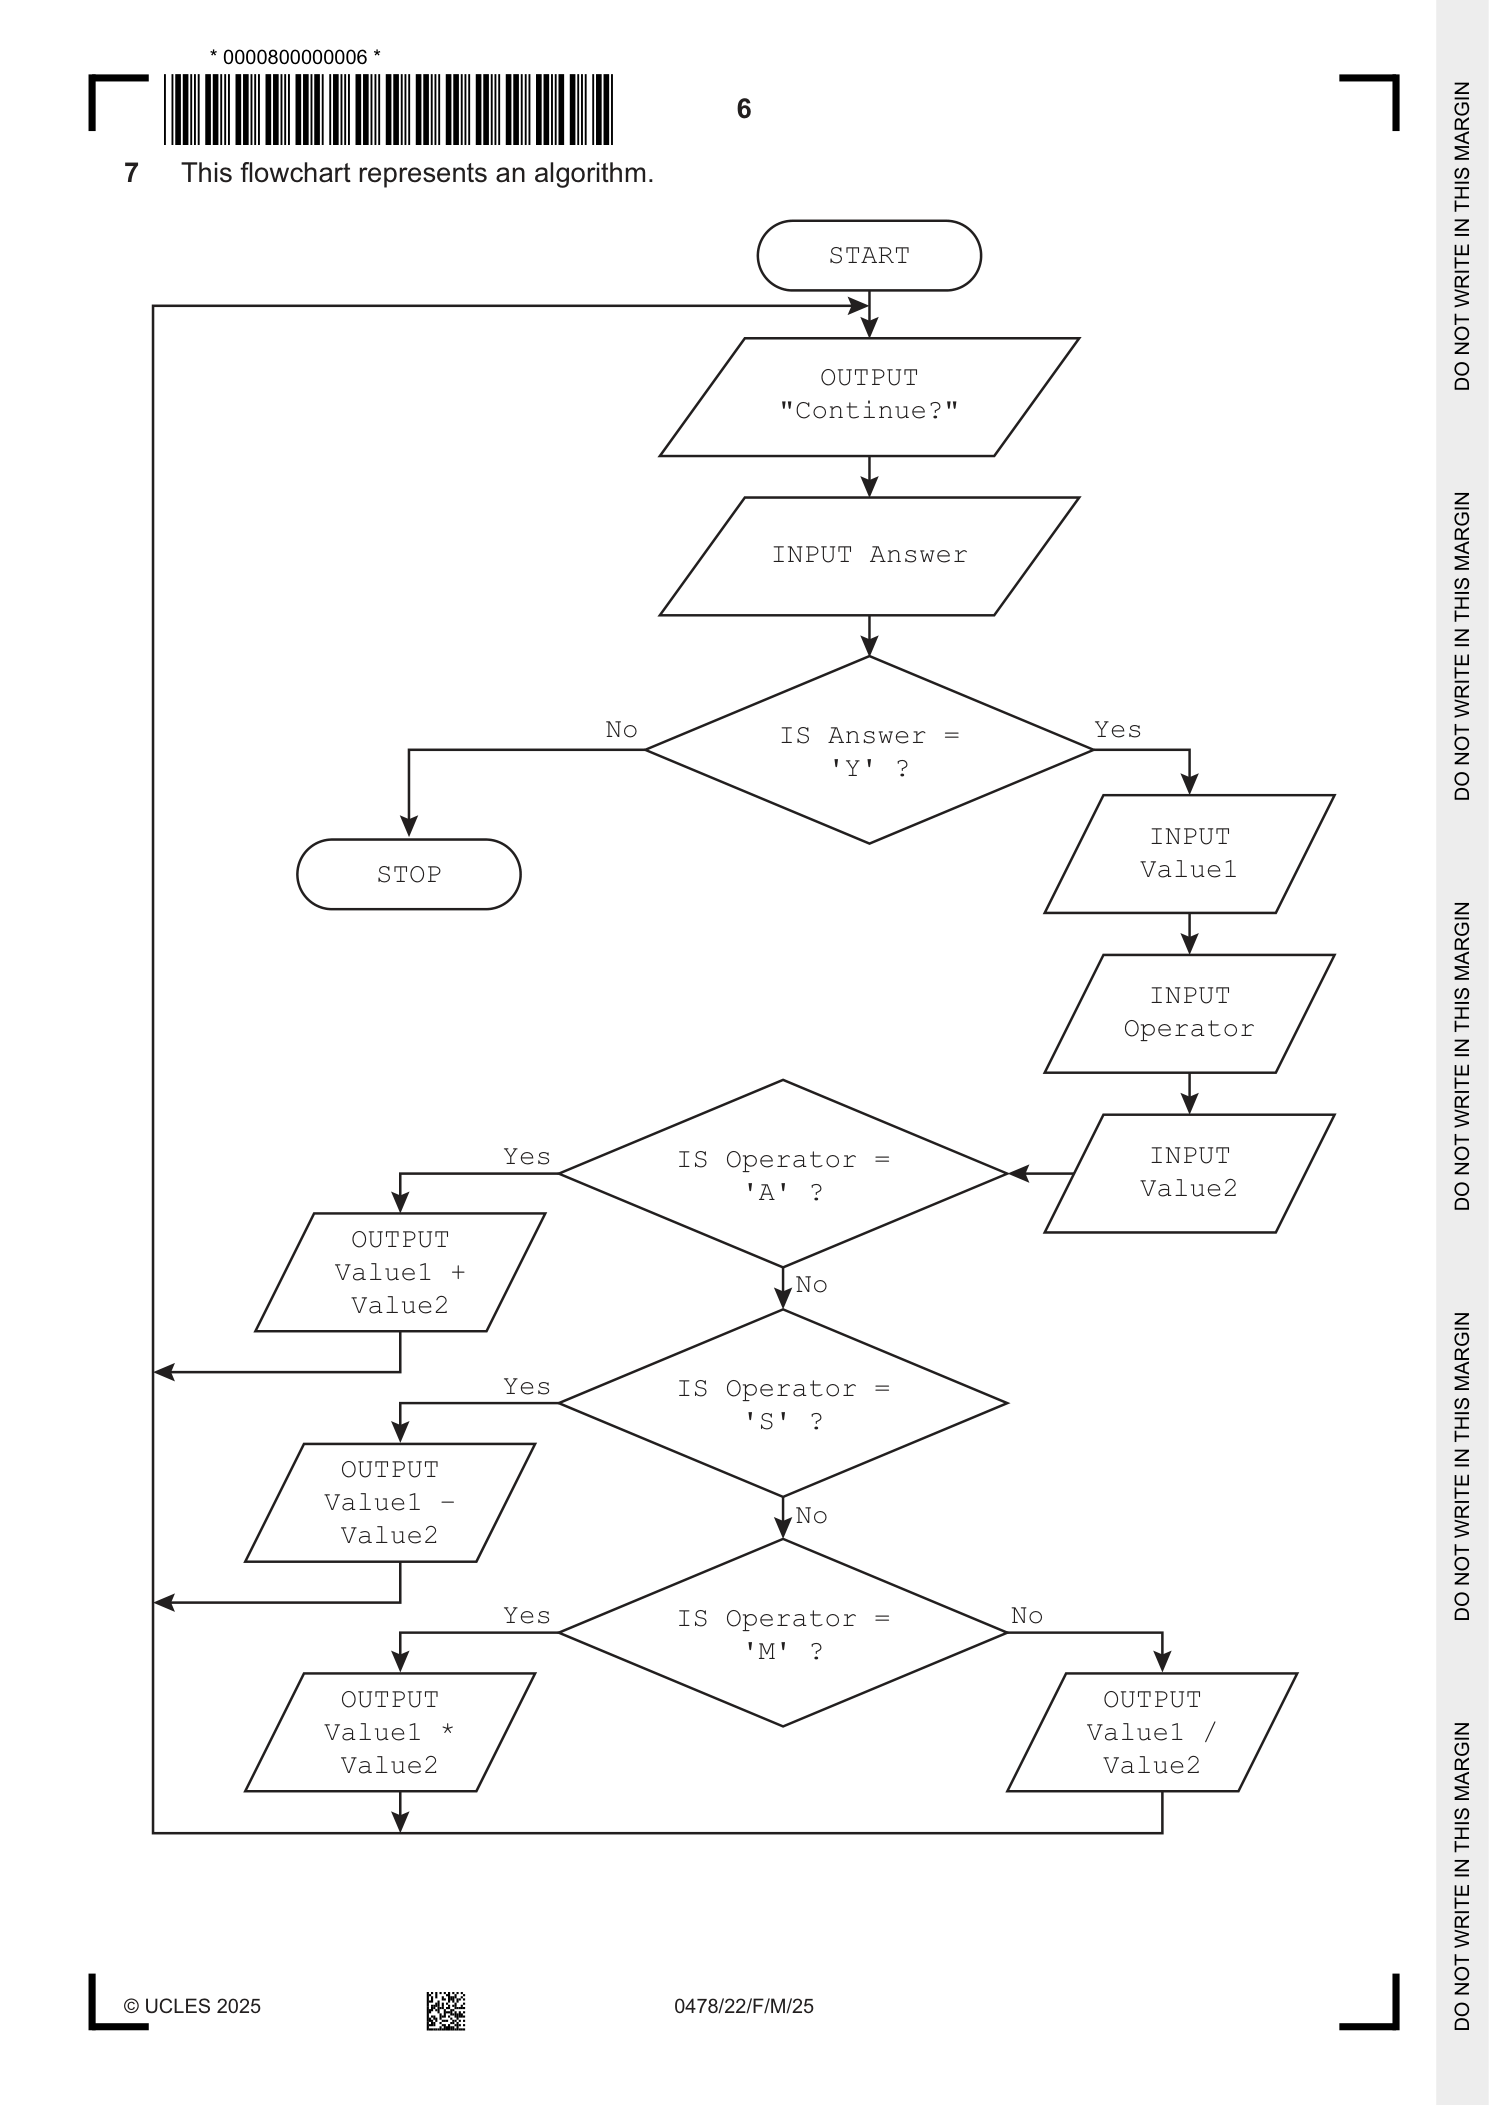 * 0000800000006 *
6
7 This flowchart represents an algorithm.
START
OUTPUT
"Continue?"
INPUT Answer
IS Answer =
'Y' ?
No
Yes
STOP
INPUT
Value1
INPUT
Operator
INPUT
Value2
IS Operator =
'A' ?
Yes
No
OUTPUT
Value1 +
Value2
IS Operator =
'S' ?
Yes
No
OUTPUT
Value1 –
Value2
IS Operator =
'M' ?
Yes
No
OUTPUT
Value1 *
Value2
OUTPUT
Value1 /
Value2
© UCLES 2025
0478/22/F/M/25
DO NOT WRITE IN THIS MARGIN
DO NOT WRITE IN THIS MARGIN
DO NOT WRITE IN THIS MARGIN
DO NOT WRITE IN THIS MARGIN
DO NOT WRITE IN THIS MARGIN